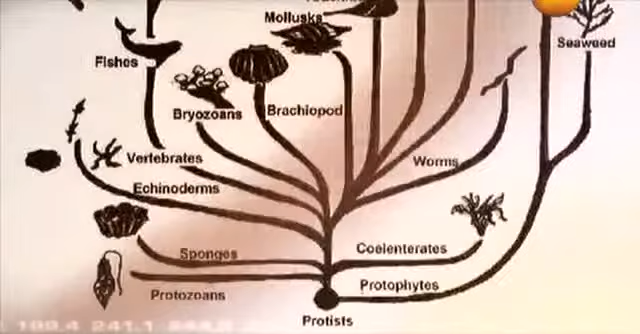 Mollusks
Seaweed
Fishes
Bryozoans
Brachiopod
Vertebrates
Worms
Echinoderms
Sponges
Coelenterates
Protozoans
Protophytes
Protists